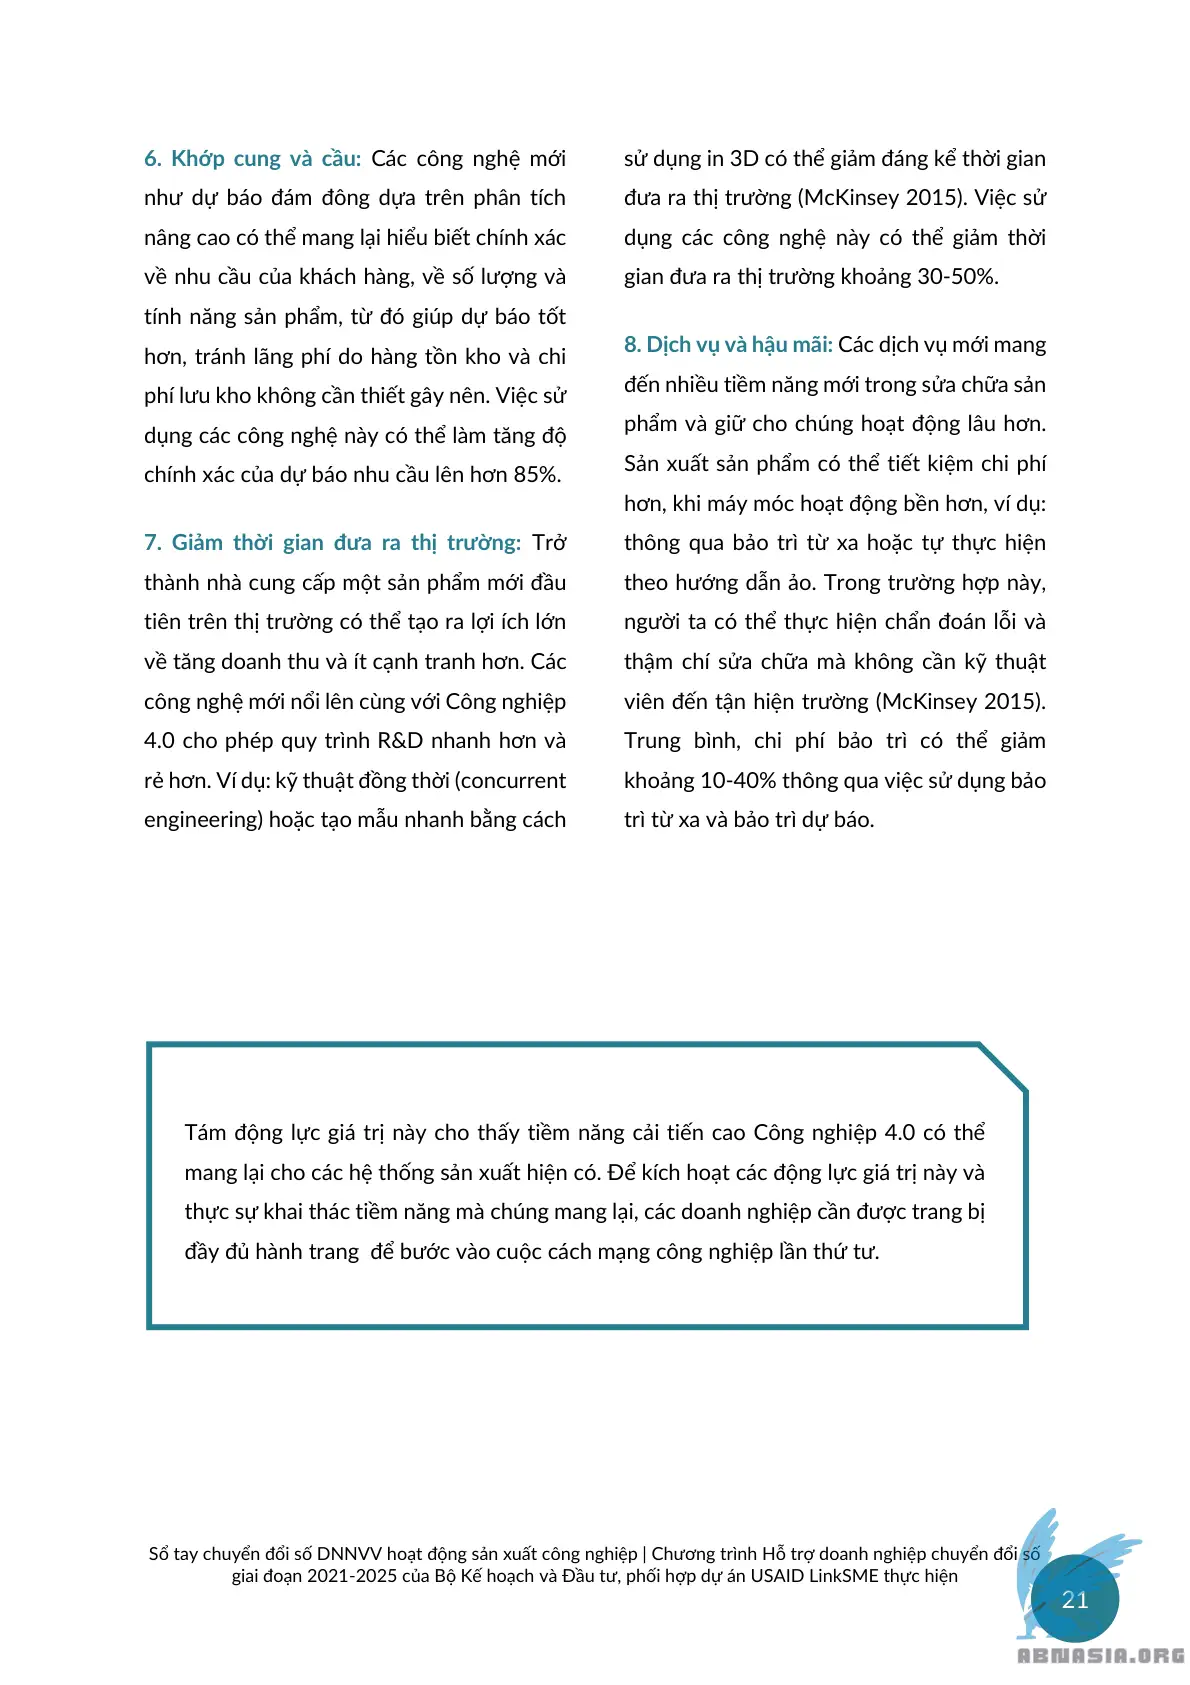 6. Khớp cung và cầu: Các công nghệ mới
như dự báo đám đông dựa trên phân tích
nâng cao có thể mang lại hiểu biết chính xác
về nhu cầu của khách hàng, về số lượng và
tính năng sản phẩm, từ đó giúp dự báo tốt
hơn, tránh lãng phí do hàng tồn kho và chi
phí lưu kho không cần thiết gây nên. Việc sử
dụng các công nghệ này có thể làm tăng độ
chính xác của dự báo nhu cầu lên hơn 85%.
7. Giảm thời gian đưa ra thị trường: Trở
thành nhà cung cấp một sản phẩm mới đầu
tiên trên thị trường có thể tạo ra lợi ích lớn
về tăng doanh thu và ít cạnh tranh hơn. Các
công nghệ mới nổi lên cùng với Công nghiệp
4.0 cho phép quy trình R&D nhanh hơn và
rẻ hơn. Ví dụ: kỹ thuật đồng thời (concurrent
engineering) hoặc tạo mẫu nhanh bằng cách
sử dụng in 3D có thể giảm đáng kể thời gian
đưa ra thị trường (McKinsey 2015). Việc sử
dụng các công nghệ này có thể giảm thời
gian đưa ra thị trường khoảng 30-50%.
8. Dịch vụ và hậu mãi: Các dịch vụ mới mang
đến nhiều tiềm năng mới trong sửa chữa sản
phẩm và giữ cho chúng hoạt động lâu hơn.
Sản xuất sản phẩm có thể tiết kiệm chi phí
hơn, khi máy móc hoạt động bền hơn, ví dụ:
thông qua bảo trì từ xa hoặc tự thực hiện
theo hướng dẫn ảo. Trong trường hợp này,
người ta có thể thực hiện chẩn đoán lỗi và
thậm chí sửa chữa mà không cần kỹ thuật
viên đến tận hiện trường (McKinsey 2015).
Trung bình, chi phí bảo trì có thể giảm
khoảng 10-40% thông qua việc sử dụng bảo
trì từ xa và bảo trì dự báo.
Tám động lực giá trị này cho thấy tiềm năng cải tiến cao Công nghiệp 4.0 có thể
mang lại cho các hệ thống sản xuất hiện có. Để kích hoạt các động lực giá trị này và
thực sự khai thác tiềm năng mà chúng mang lại, các doanh nghiệp cần được trang bị
đầy đủ hành trang  để bước vào cuộc cách mạng công nghiệp lần thứ tư.
Sổ tay chuyển đổi số DNNVV hoạt động sản xuất công nghiệp | Chương trình Hỗ trợ doanh nghiệp chuyển đổi số
giai đoạn 2021-2025 của Bộ Kế hoạch và Đầu tư, phối hợp dự án USAID LinkSME thực hiện
21
ABNASIA.ORG